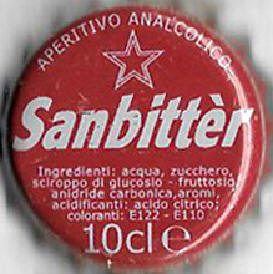 APERITIVO ANALCOLICO
Sanbittèr
Ingredienti: acqua, zucchero,
sciroppo di glucosio - fruttosio,
anidride carbonica, aromi,
acidificanti: acido citrico;
coloranti: E122 - E110
10cl e